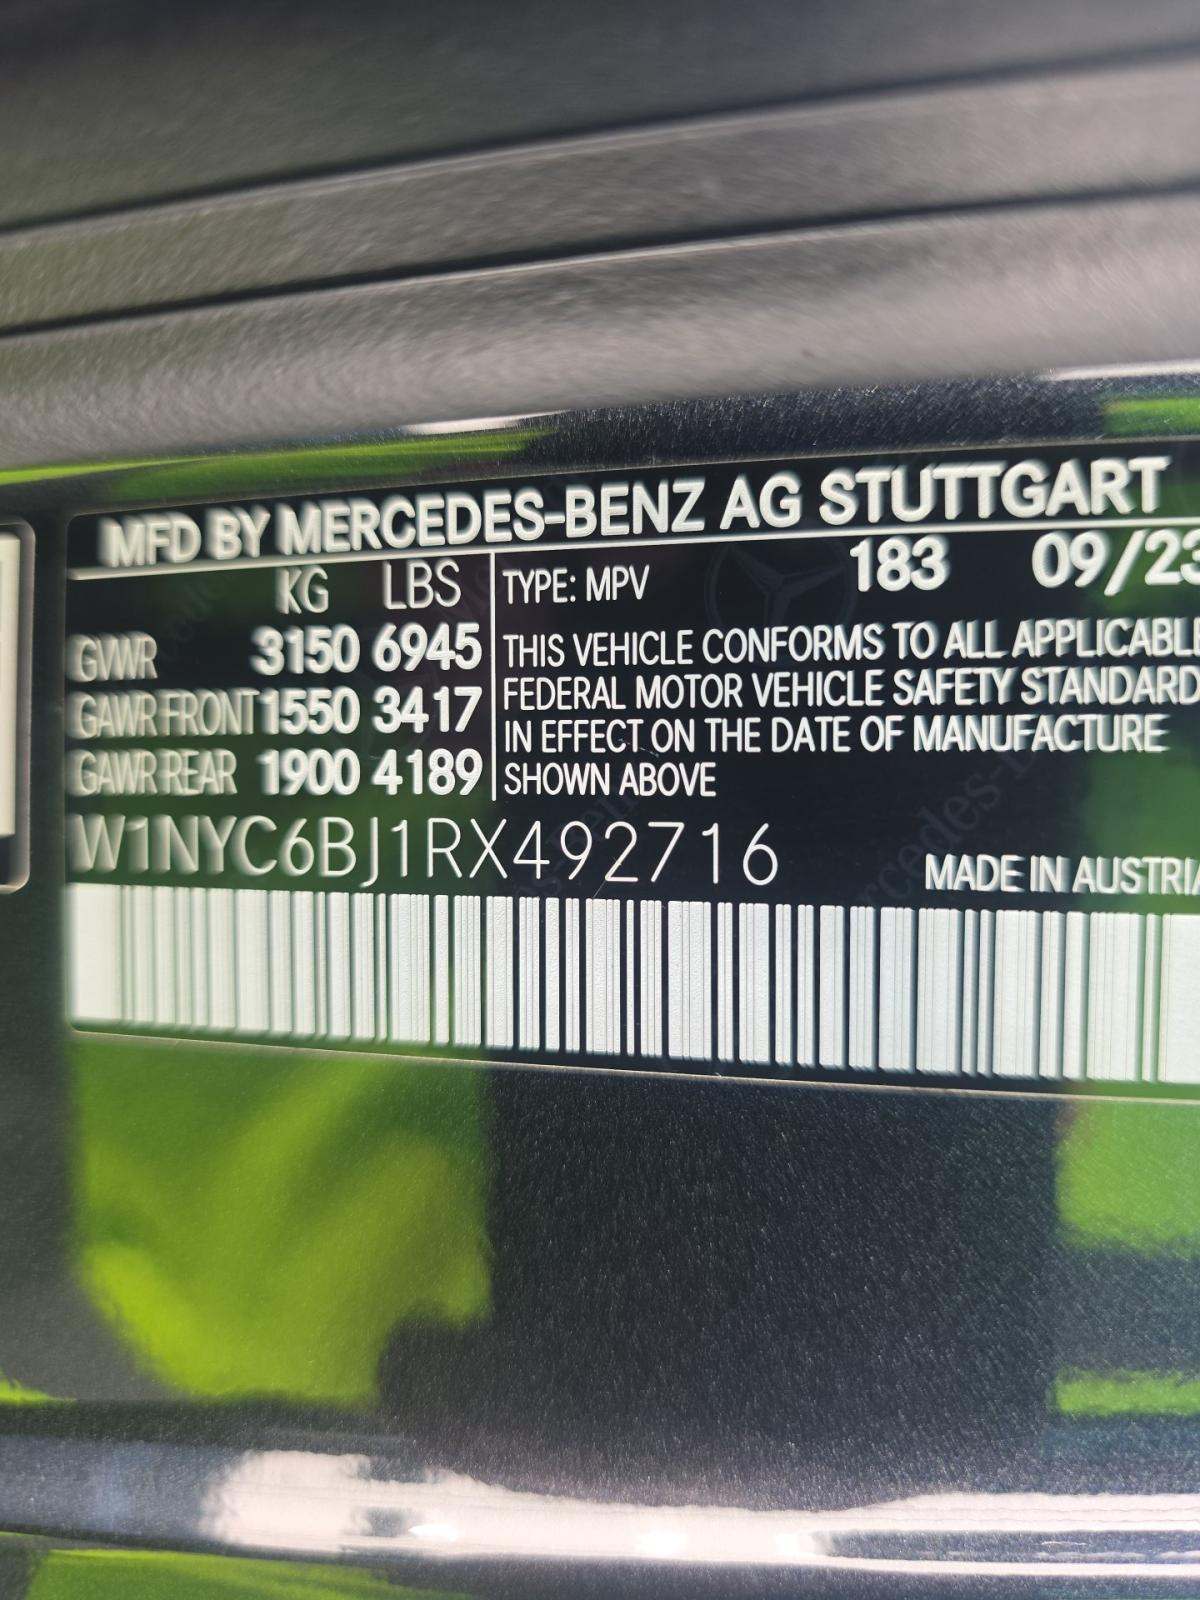 MFD BY MERCEDES-BENZ AG STUTTGART
KG LBS
GVWR 3150 6945
GAWR FRONT 1550 3417
GAWR REAR 1900 4189
TYPE: MPV 183 09/23
THIS VEHICLE CONFORMS TO ALL APPLICABLE
FEDERAL MOTOR VEHICLE SAFETY STANDARD
IN EFFECT ON THE DATE OF MANUFACTURE
SHOWN ABOVE
W1NYC6BJ1RX492716
MADE IN AUSTRIA